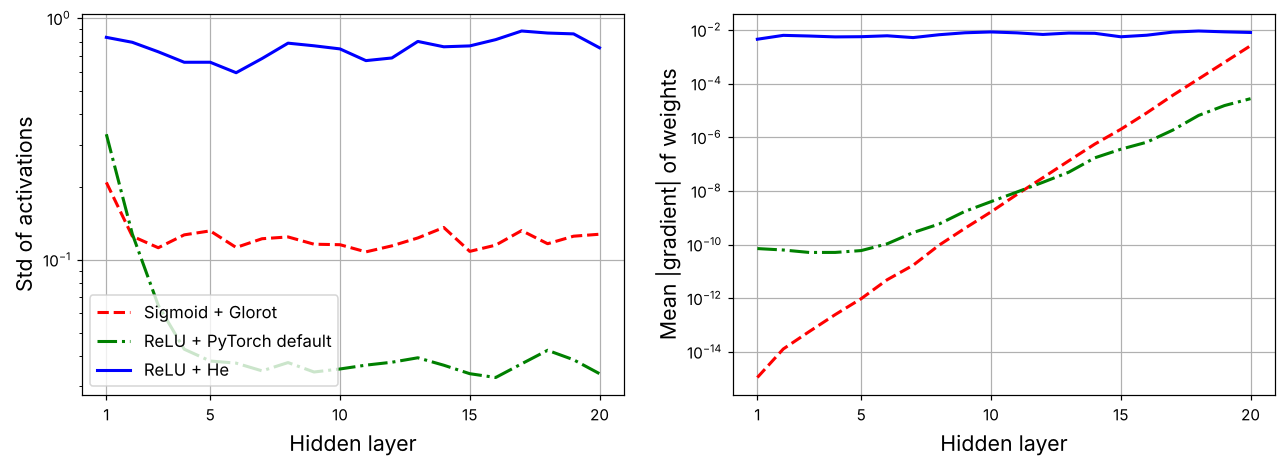 Std of activations
10⁰
10⁻¹
Sigmoid + Glorot
ReLU + PyTorch default
ReLU + He
1 5 10 15 20
Hidden layer
Mean |gradient| of weights
10⁻²
10⁻⁴
10⁻⁶
10⁻⁸
10⁻¹⁰
10⁻¹²
10⁻¹⁴
1 5 10 15 20
Hidden layer